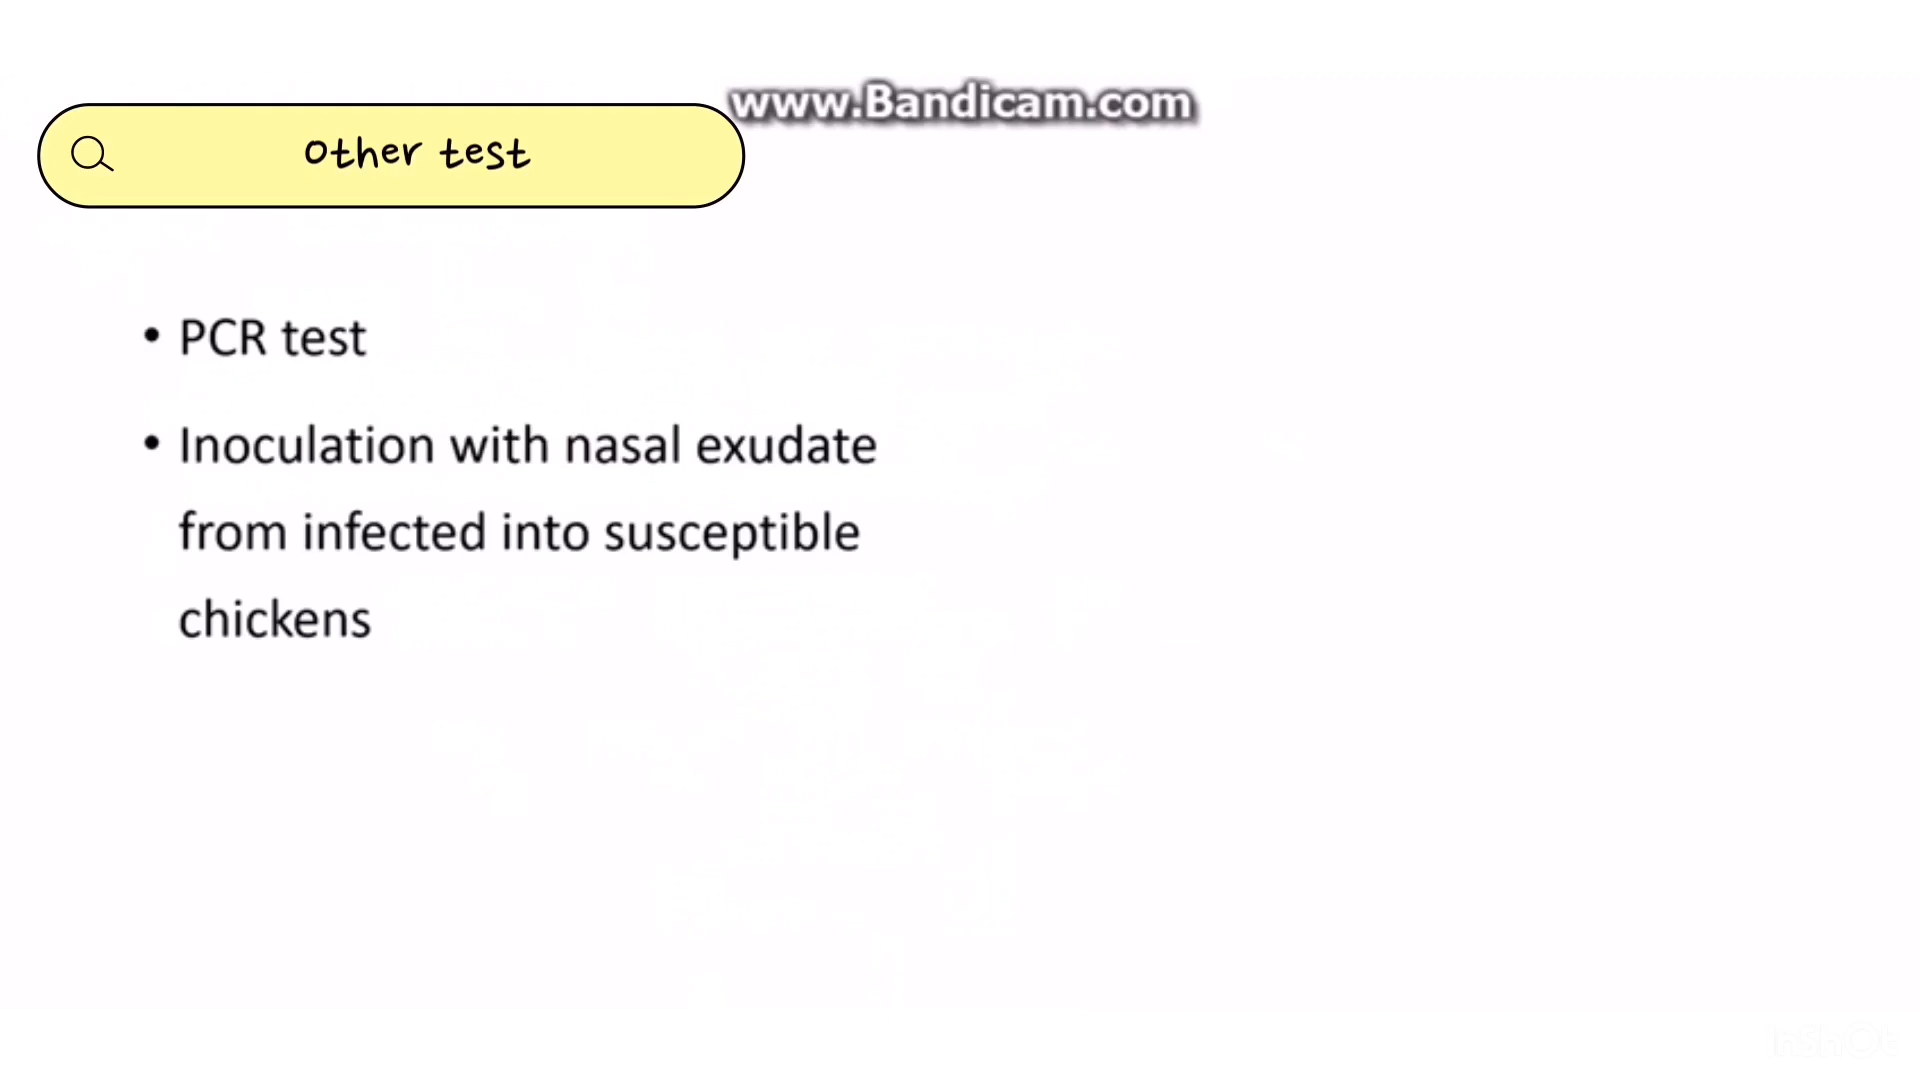 www.Bandicam.com
Other test
• PCR test
• Inoculation with nasal exudate
from infected into susceptible
chickens